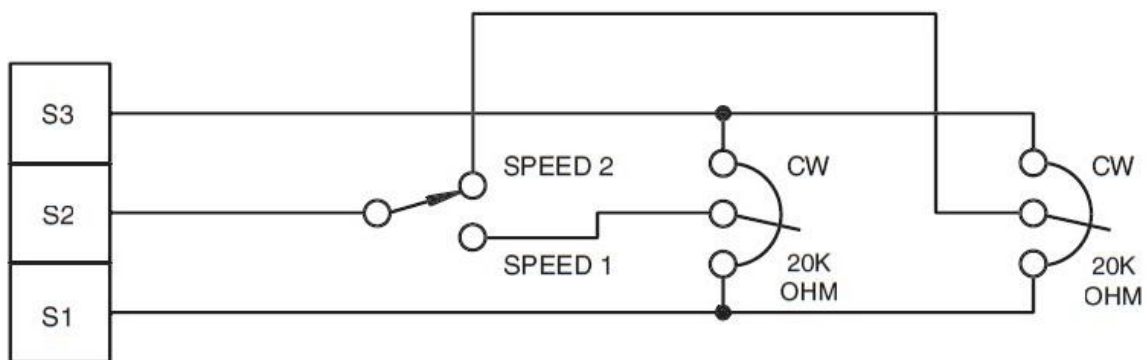 S3
SPEED 2
CW
CW
S2
SPEED 1
20K
OHM
20K
OHM
S1